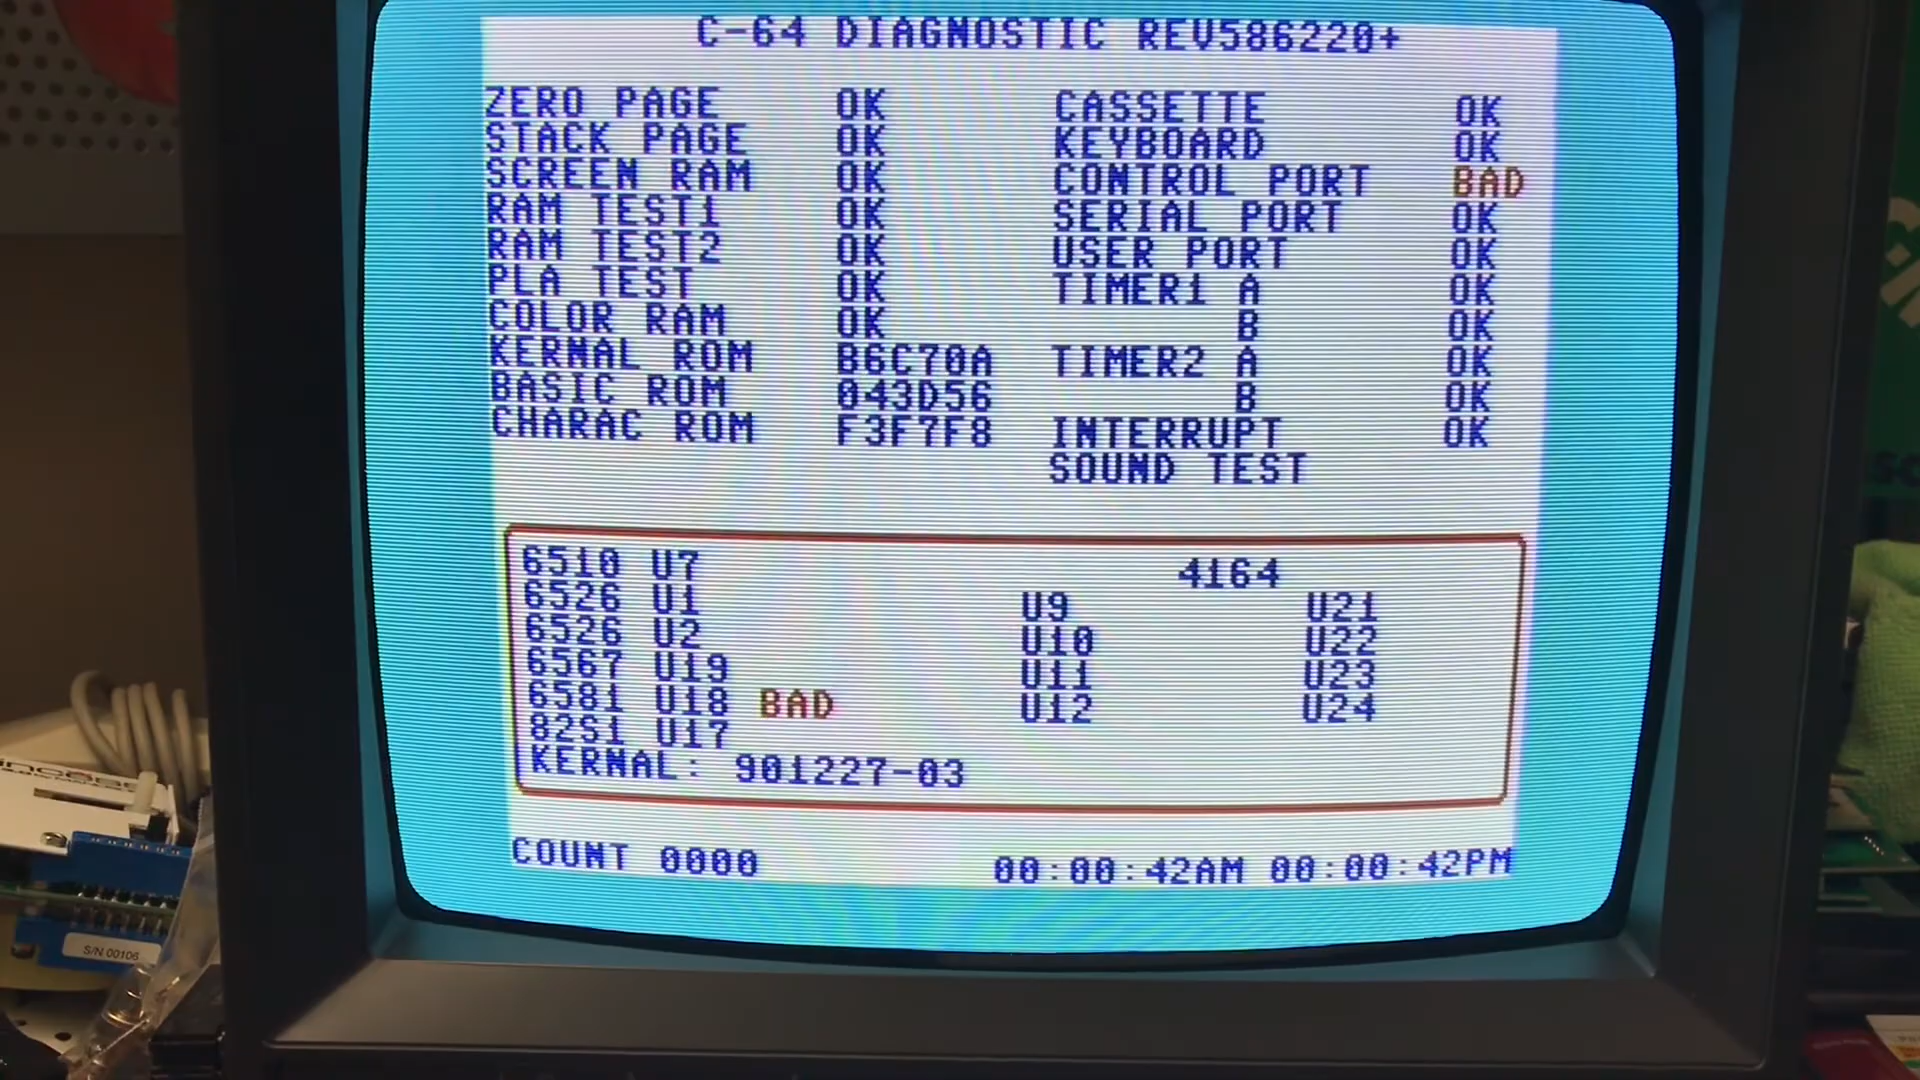 C-64 DIAGNOSTIC REV586220+
ZERO PAGE OK CASSETTE OK
STACK PAGE OK KEYBOARD OK
SCREEN RAM OK CONTROL PORT BAD
RAM TEST1 OK SERIAL PORT OK
RAM TEST2 OK USER PORT OK
PLA TEST OK TIMER1 A OK
COLOR RAM OK B OK
KERNAL ROM B6C70A TIMER2 A OK
BASIC ROM 043D56 B OK
CHARAC ROM F3F7F8 INTERRUPT OK
SOUND TEST
6510 U7 4164
6526 U1 U9 U21
6526 U2 U10 U22
6567 U19 U11 U23
6581 U18 BAD U12 U24
82S1 U17
KERNAL: 901227-03
COUNT 0000 00:00:42AM 00:00:42PM
S/N 00106